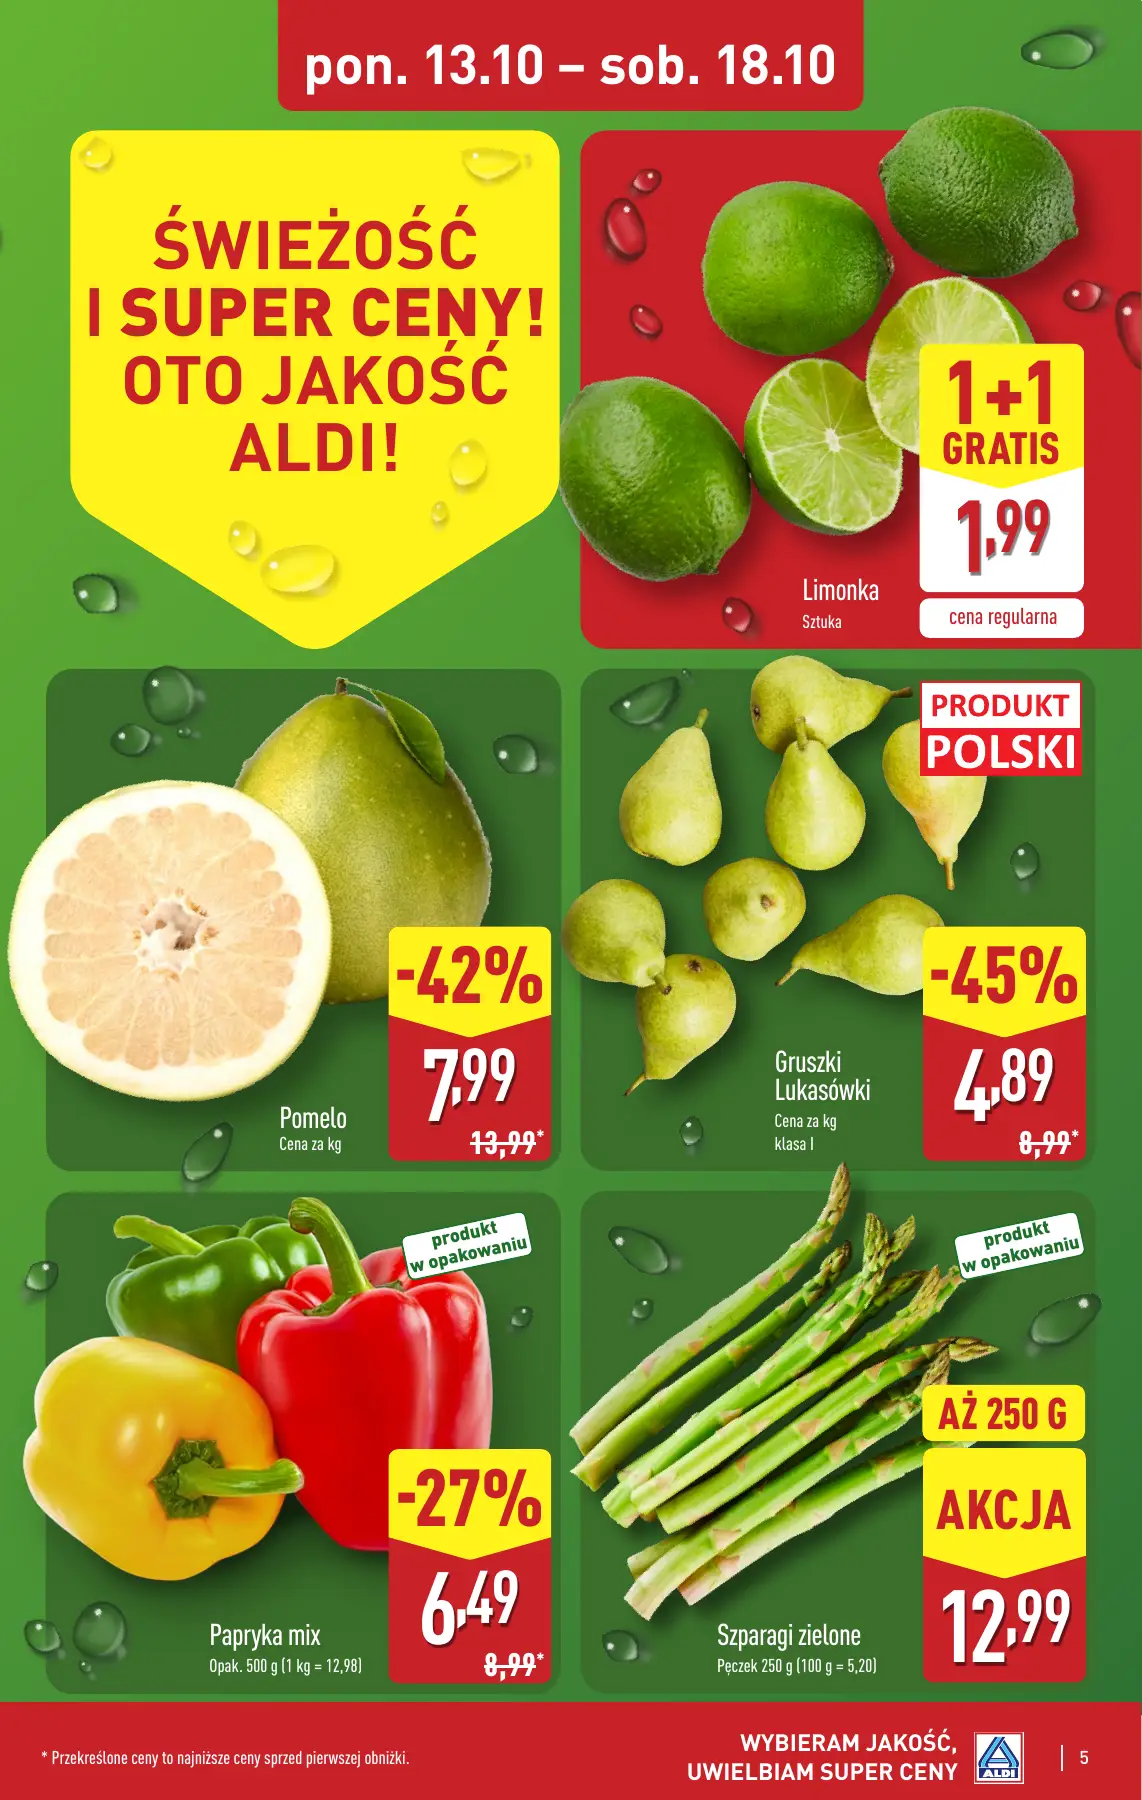 pon. 13.10 – sob. 18.10
ŚWIEŻOŚĆ
I SUPER CENY!
OTO JAKOŚĆ
ALDI!
1+1
GRATIS
1,99
cena regularna
Limonka
Sztuka
-42%
7,99
13,99*
Pomelo
Cena za kg
PRODUKT
POLSKI
-45%
4,89
8,99*
Gruszki
Lukasówki
Cena za kg
klasa I
produkt
w opakowaniu
-27%
6,49
8,99*
Papryka mix
Opak. 500 g (1 kg = 12,98)
produkt
w opakowaniu
AŻ 250 G
AKCJA
12,99
Szparagi zielone
Pęczek 250 g (100 g = 5,20)
* Przekreślone ceny to najniższe ceny sprzed pierwszej obniżki.
WYBIERAM JAKOŚĆ,
UWIELBIAM SUPER CENY
ALDI
5